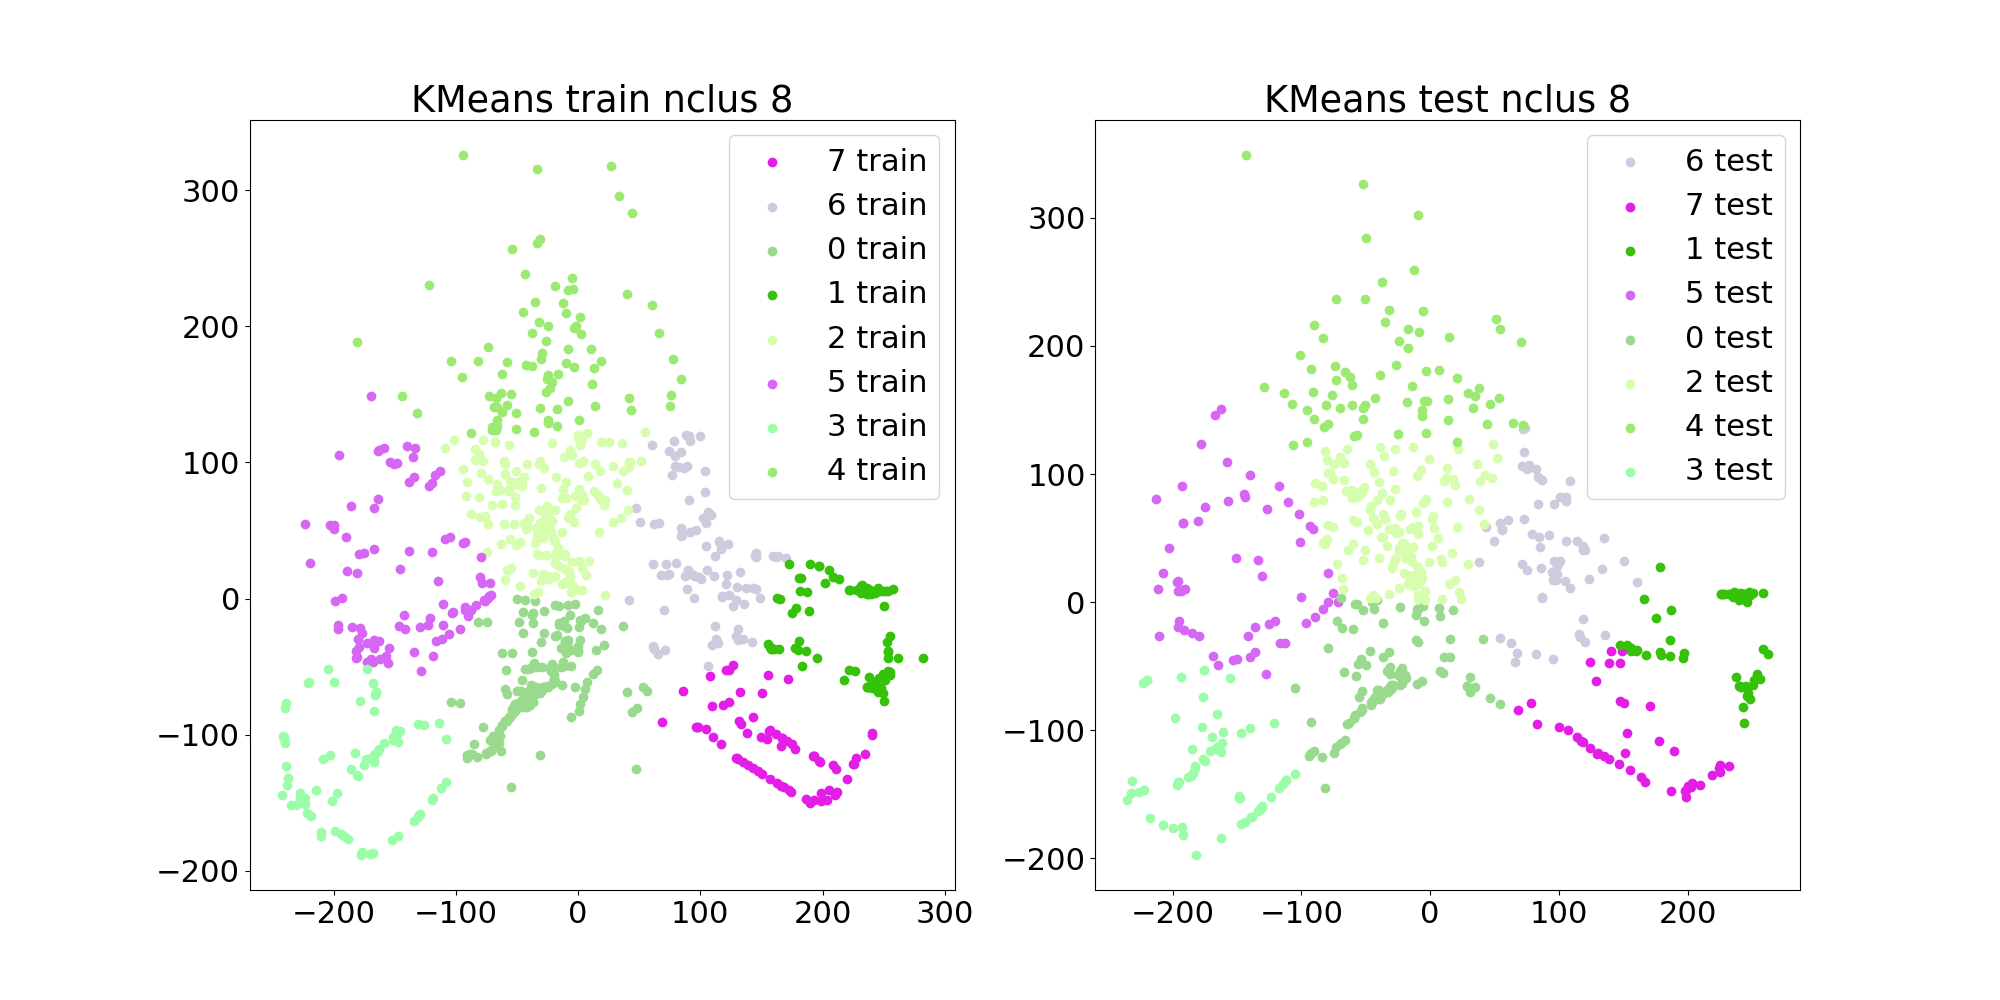 KMeans train nclus 8
300
200
100
0
−100
−200
−200 −100 0 100 200 300
7 train
6 train
0 train
1 train
2 train
5 train
3 train
4 train
KMeans test nclus 8
300
200
100
0
−100
−200
−200 −100 0 100 200
6 test
7 test
1 test
5 test
0 test
2 test
4 test
3 test